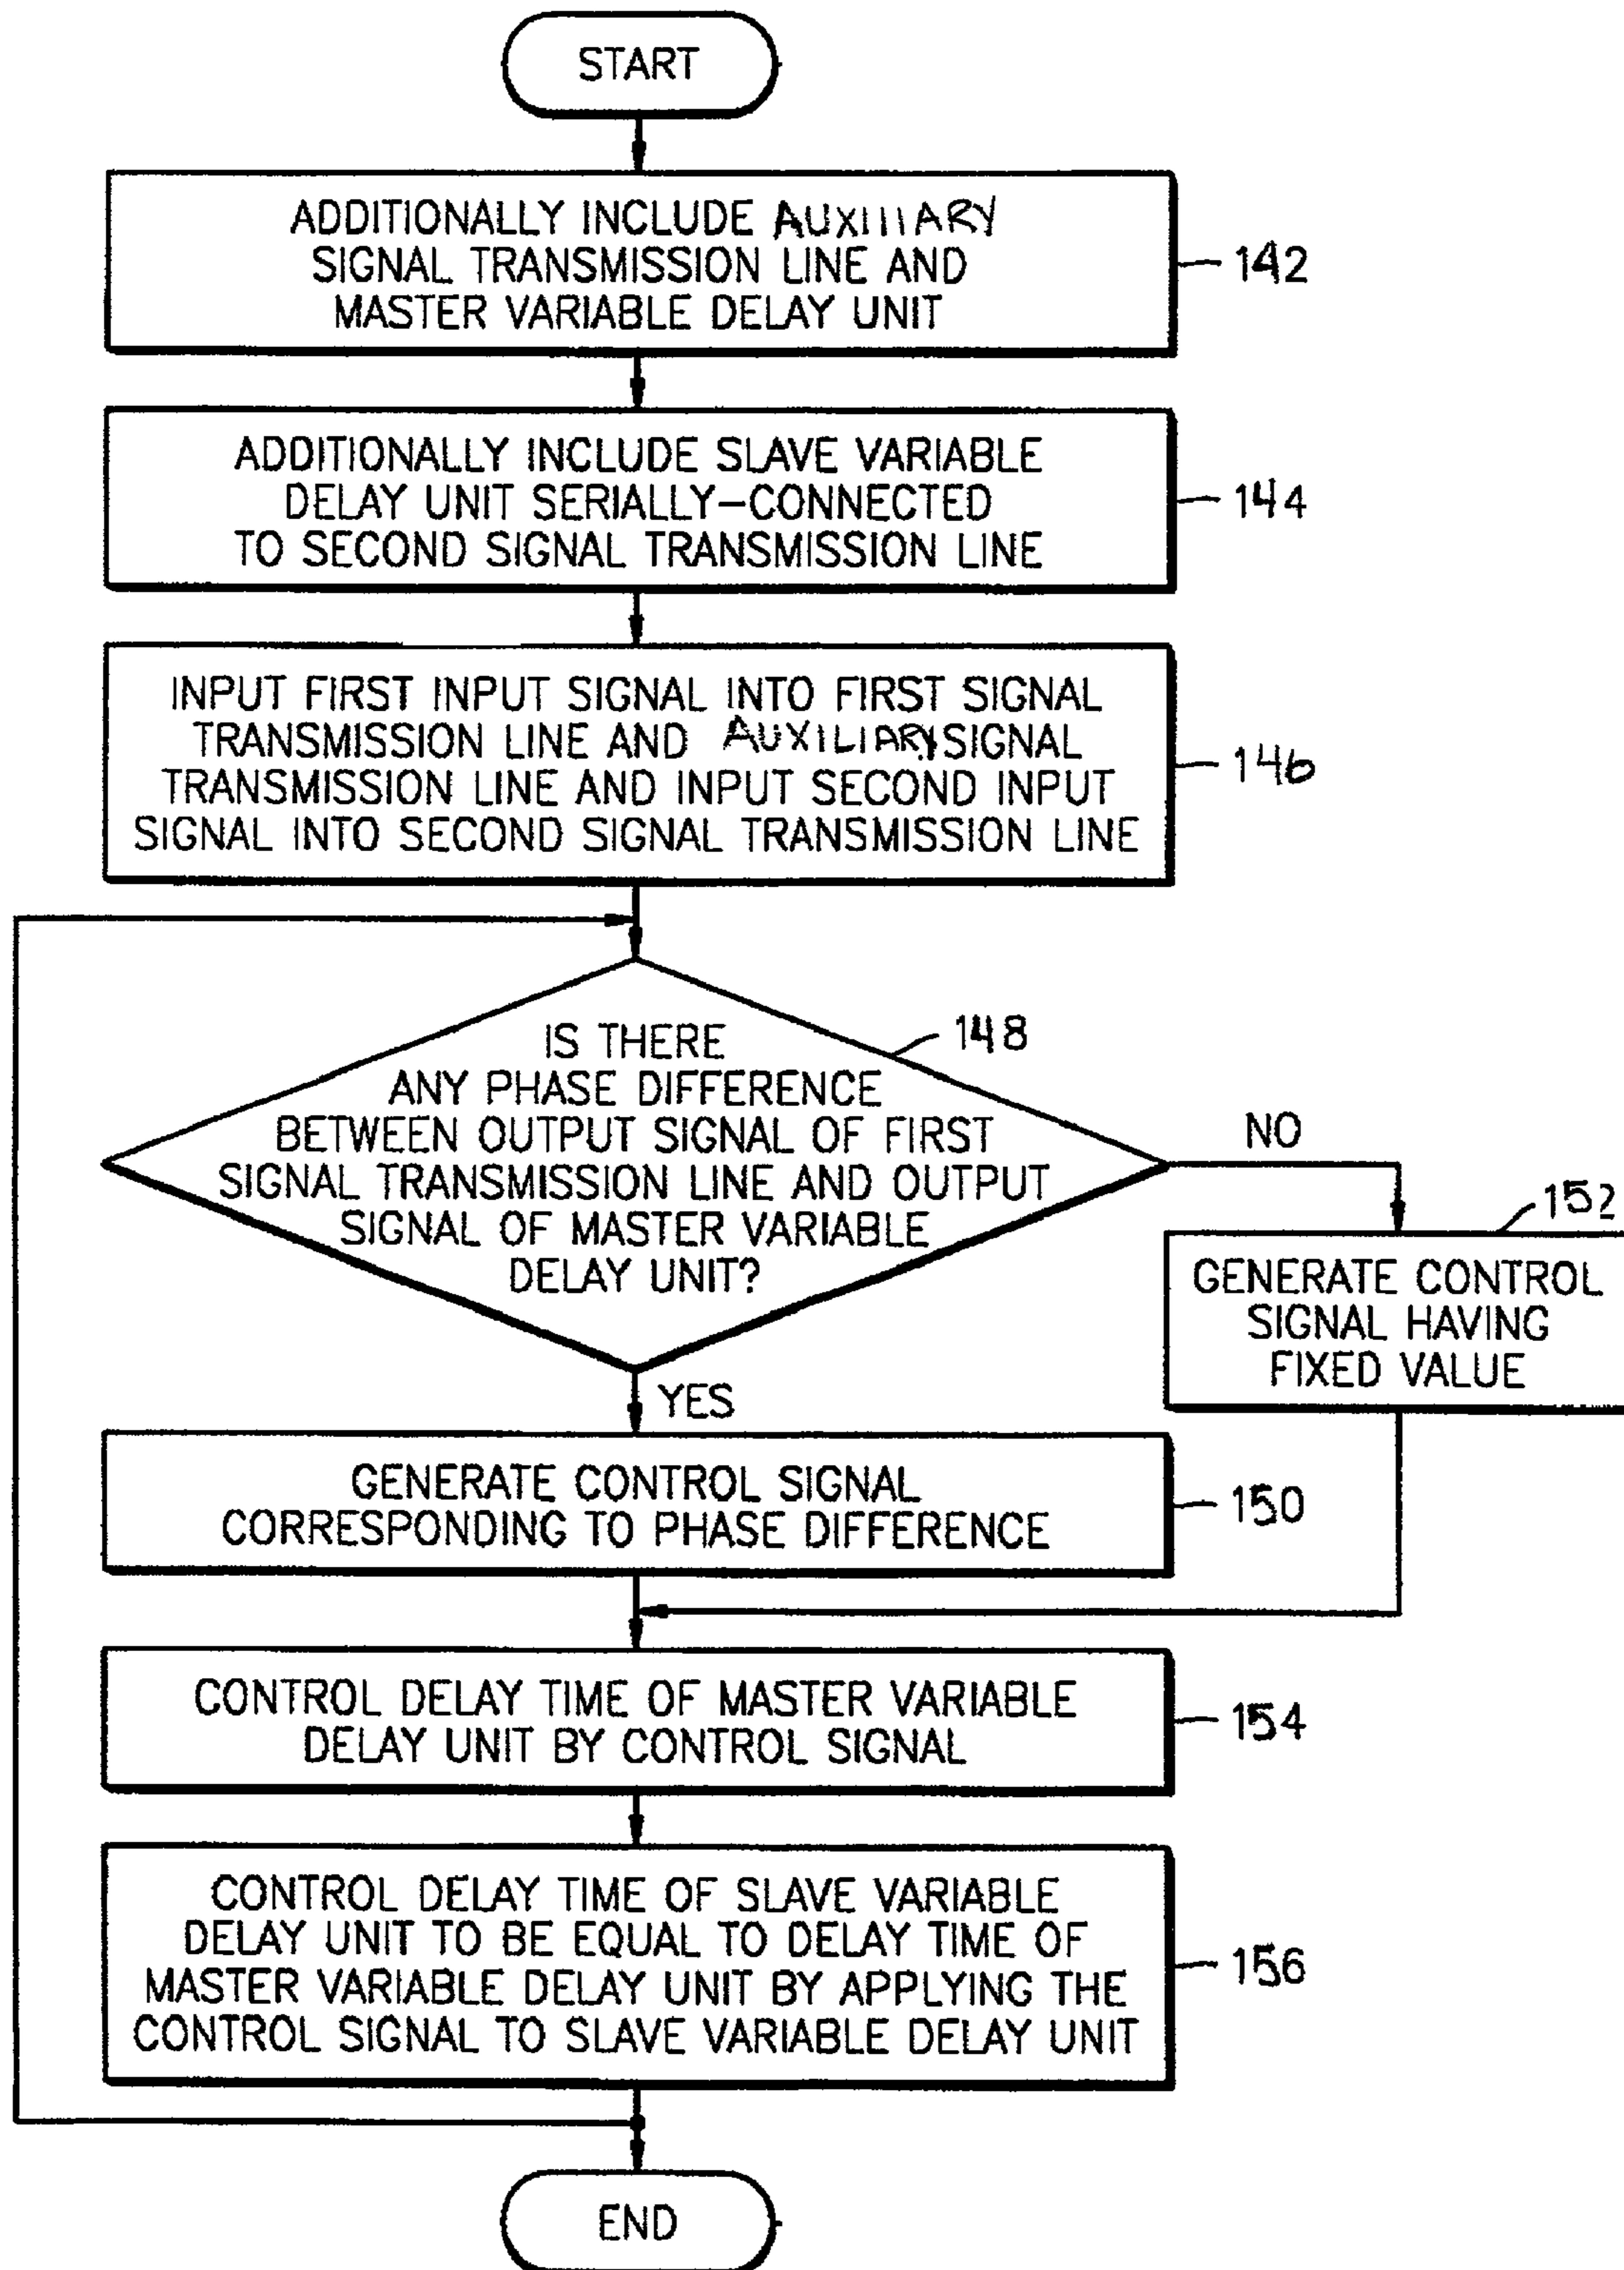 START
ADDITIONALLY INCLUDE AUXIIIARY
SIGNAL TRANSMISSION LINE AND
MASTER VARIABLE DELAY UNIT
142
ADDITIONALLY INCLUDE SLAVE VARIABLE
DELAY UNIT SERIALLY-CONNECTED
TO SECOND SIGNAL TRANSMISSION LINE
144
INPUT FIRST INPUT SIGNAL INTO FIRST SIGNAL
TRANSMISSION LINE AND AUXILIARY SIGNAL
TRANSMISSION LINE AND INPUT SECOND INPUT
SIGNAL INTO SECOND SIGNAL TRANSMISSION LINE
146
IS THERE
ANY PHASE DIFFERENCE
BETWEEN OUTPUT SIGNAL OF FIRST
SIGNAL TRANSMISSION LINE AND OUTPUT
SIGNAL OF MASTER VARIABLE
DELAY UNIT?
148
NO
152
GENERATE CONTROL
SIGNAL HAVING
FIXED VALUE
YES
GENERATE CONTROL SIGNAL
CORRESPONDING TO PHASE DIFFERENCE
150
CONTROL DELAY TIME OF MASTER VARIABLE
DELAY UNIT BY CONTROL SIGNAL
154
CONTROL DELAY TIME OF SLAVE VARIABLE
DELAY UNIT TO BE EQUAL TO DELAY TIME OF
MASTER VARIABLE DELAY UNIT BY APPLYING THE
CONTROL SIGNAL TO SLAVE VARIABLE DELAY UNIT
156
END